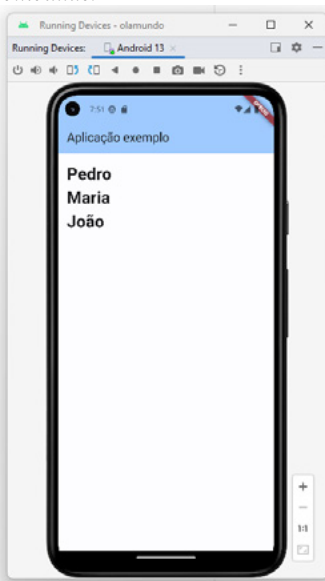 Running Devices - olamundo
Running Devices: Android 13
7:51
Aplicação exemplo
Pedro
Maria
João
1:1